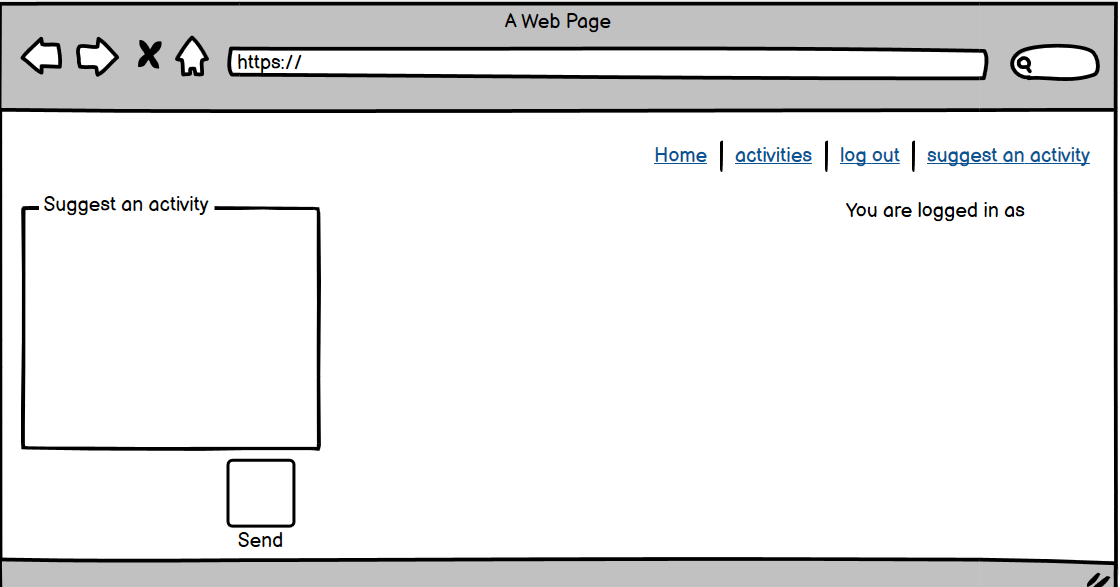 A Web Page
https://
Home activities log out suggest an activity
Suggest an activity
You are logged in as
Send